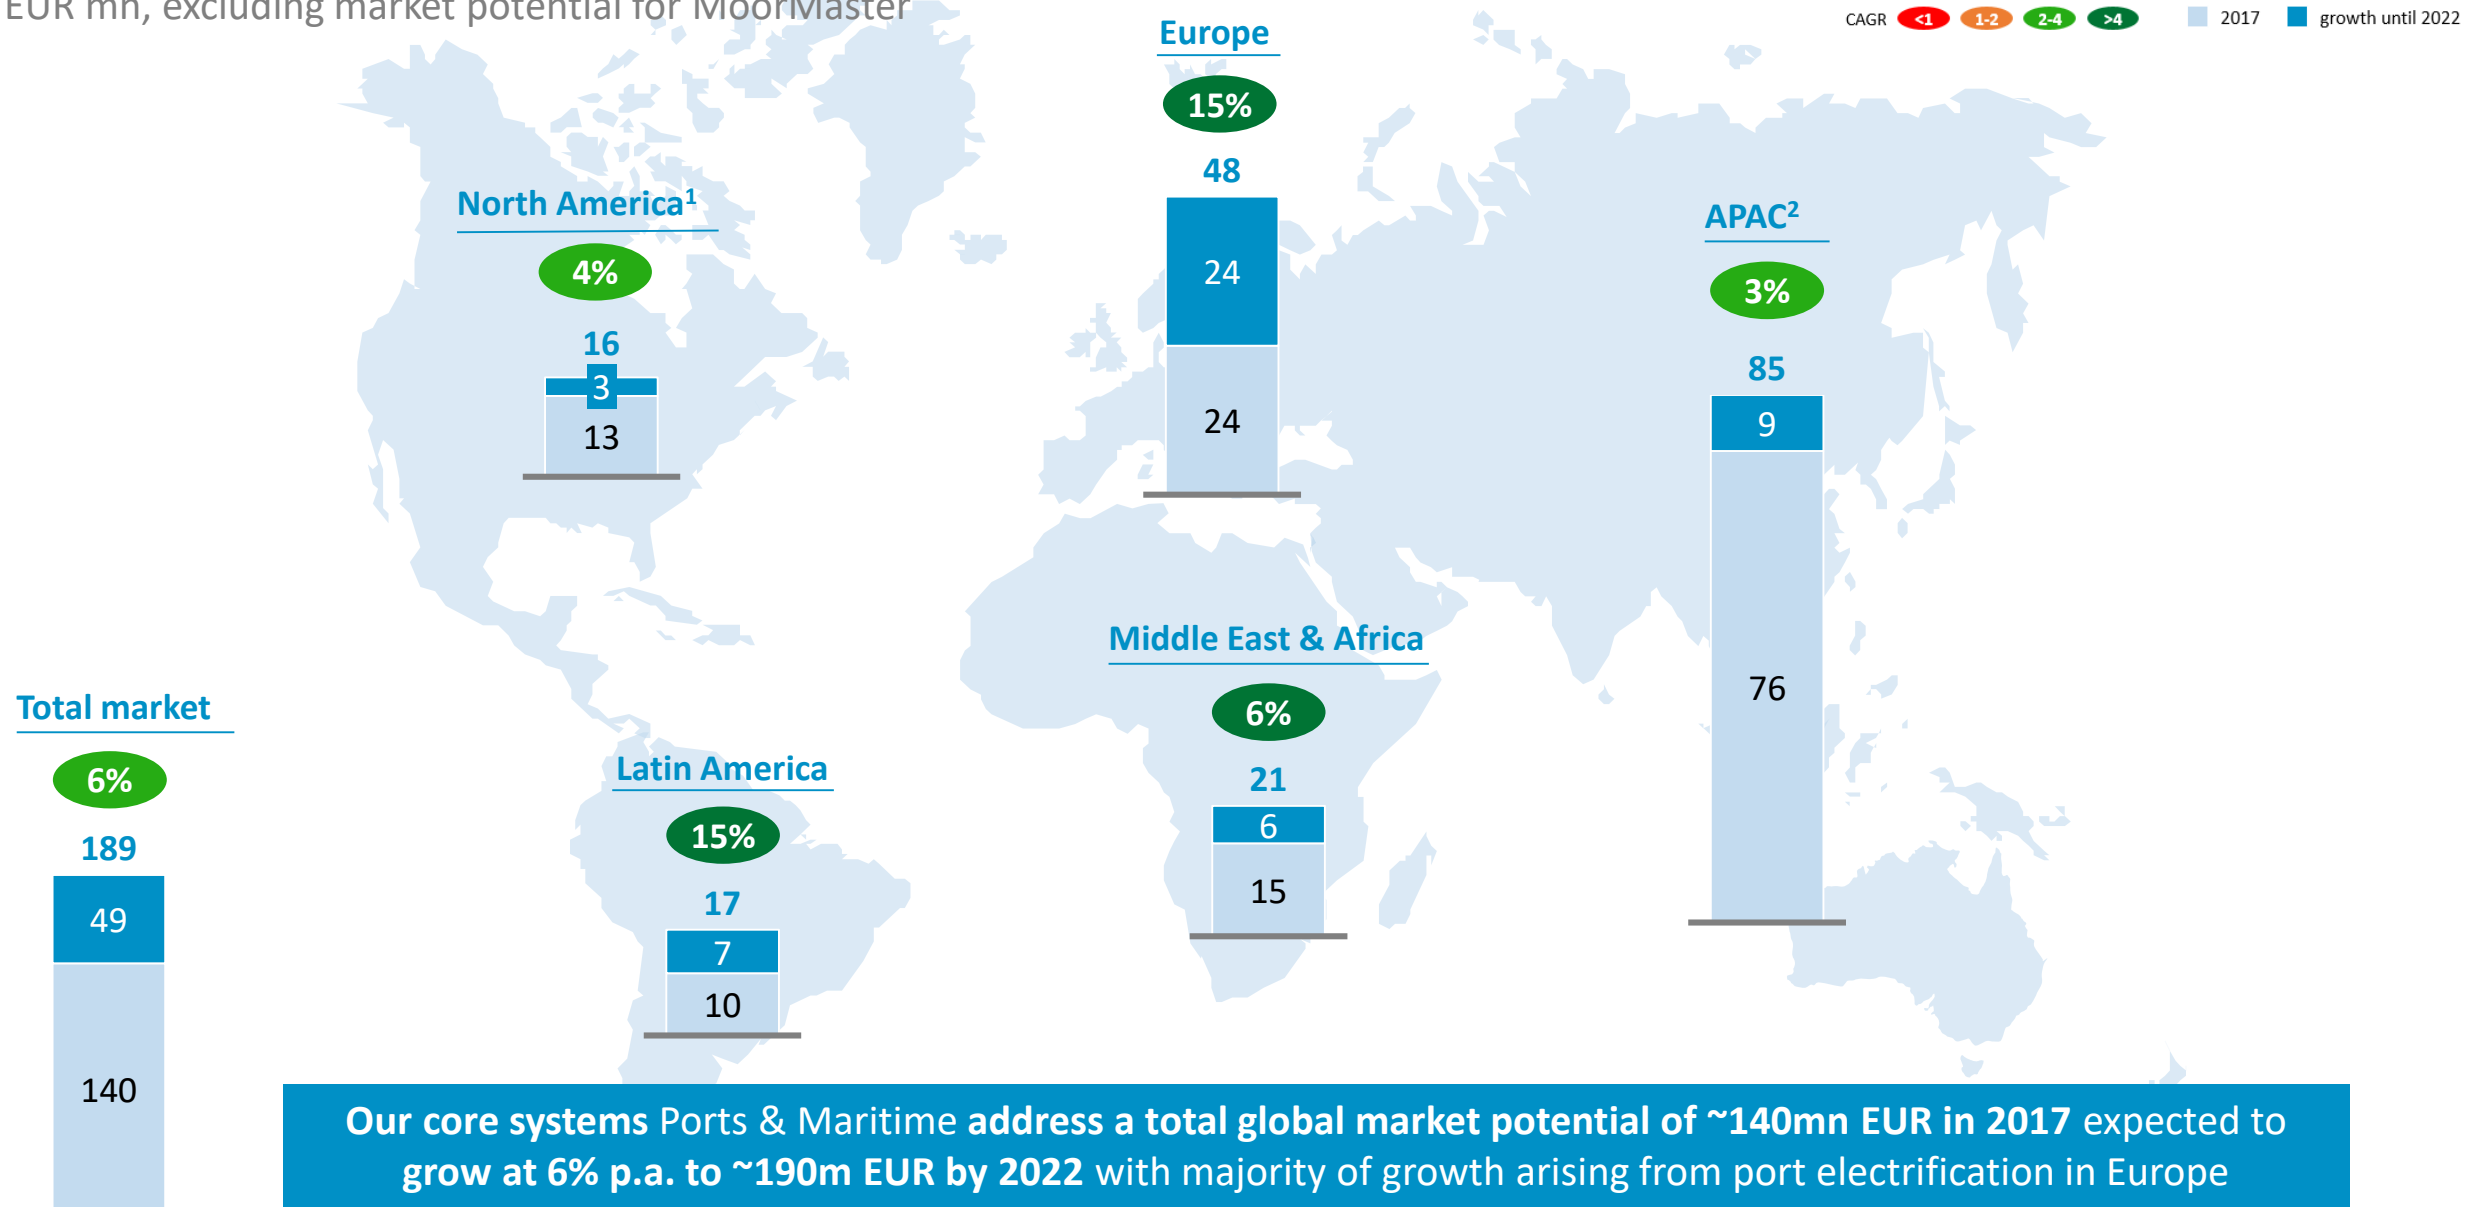 EUR mn, excluding market potential for MoorMaster
CAGR <1 1-2 2-4 >4 2017 growth until 2022
Europe
15%
48
24
24
North America¹
4%
16
3
13
APAC²
3%
85
9
76
Middle East & Africa
6%
21
6
15
Total market
6%
189
49
140
Latin America
15%
17
7
10
Our core systems Ports & Maritime address a total global market potential of ~140mn EUR in 2017 expected to
grow at 6% p.a. to ~190m EUR by 2022 with majority of growth arising from port electrification in Europe